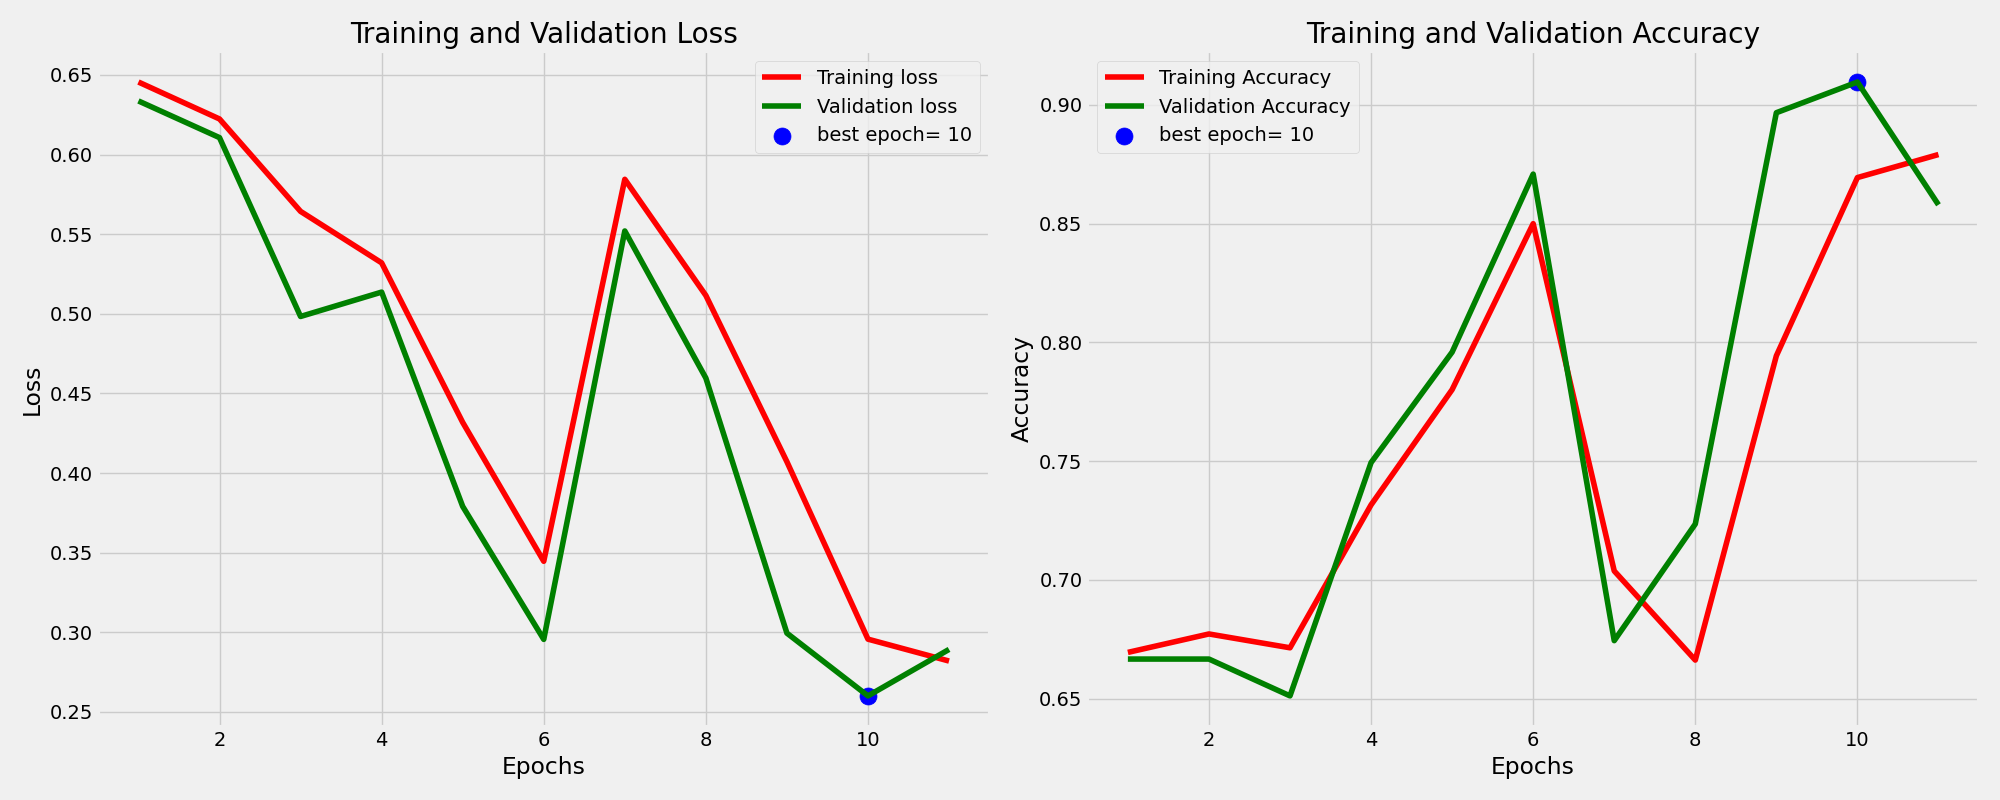 Training and Validation Loss
Training loss
Validation loss
best epoch= 10
0.65
0.60
0.55
0.50
0.45
0.40
0.35
0.30
0.25
Loss
2 4 6 8 10
Epochs
Training and Validation Accuracy
Training Accuracy
Validation Accuracy
best epoch= 10
0.90
0.85
0.80
0.75
0.70
0.65
Accuracy
2 4 6 8 10
Epochs